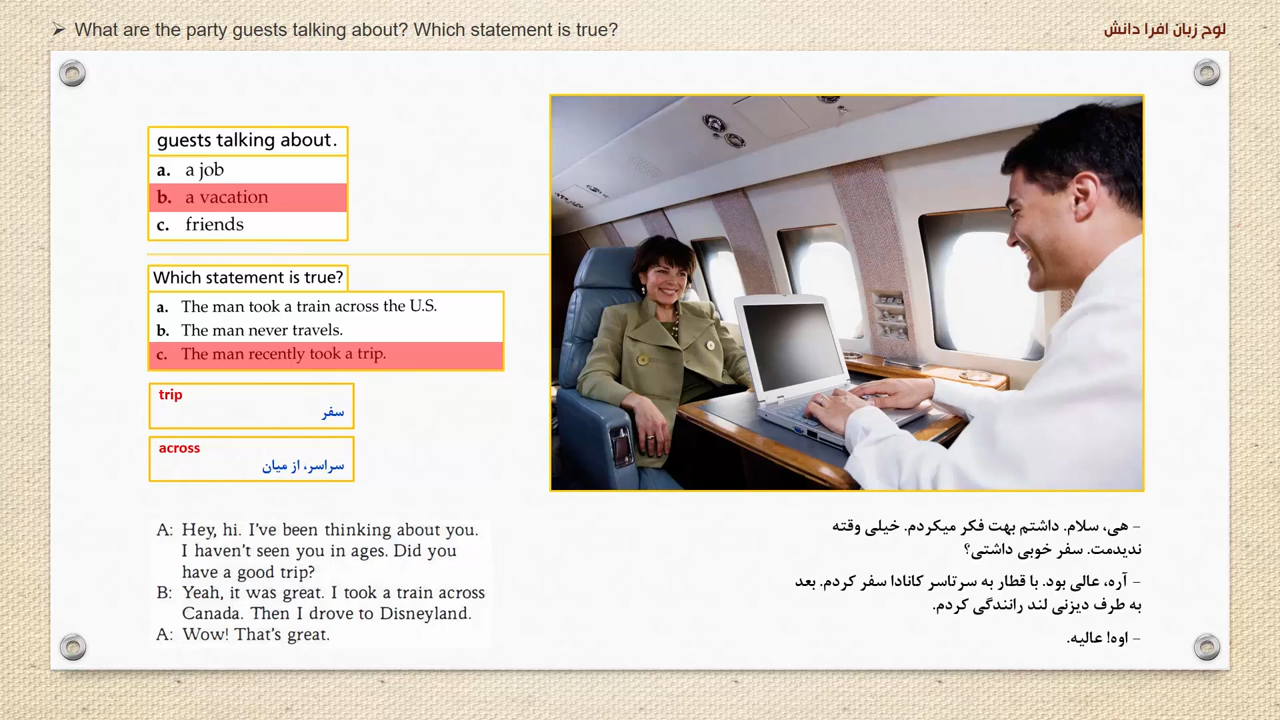 ➢ What are the party guests talking about? Which statement is true?
لوح زبان افرا دانش
guests talking about.
a. a job
b. a vacation
c. friends
Which statement is true?
a. The man took a train across the U.S.
b. The man never travels.
c. The man recently took a trip.
trip
سفر
across
سراسر، از میان
A: Hey, hi. I've been thinking about you.
I haven't seen you in ages. Did you
have a good trip?
B: Yeah, it was great. I took a train across
Canada. Then I drove to Disneyland.
A: Wow! That's great.
– هی، سلام. داشتم بهت فکر میکردم. خیلی وقته
ندیدمت. سفر خوبی داشتی؟
– آره، عالی بود. با قطار به سرتاسر کانادا سفر کردم. بعد
به طرف دیزنی لند رانندگی کردم.
– اوه! عالیه.